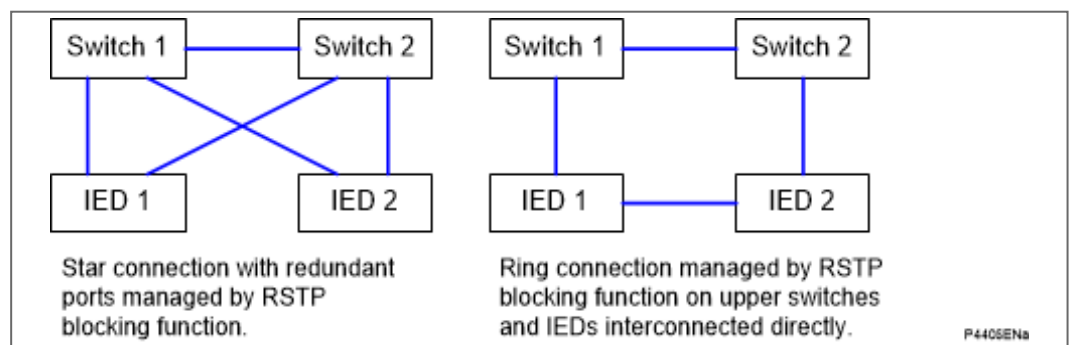 Switch 1
Switch 2
Switch 1
Switch 2
IED 1
IED 2
IED 1
IED 2
Star connection with redundant
ports managed by RSTP
blocking function.
Ring connection managed by RSTP
blocking function on upper switches
and IEDs interconnected directly.
P4405ENa